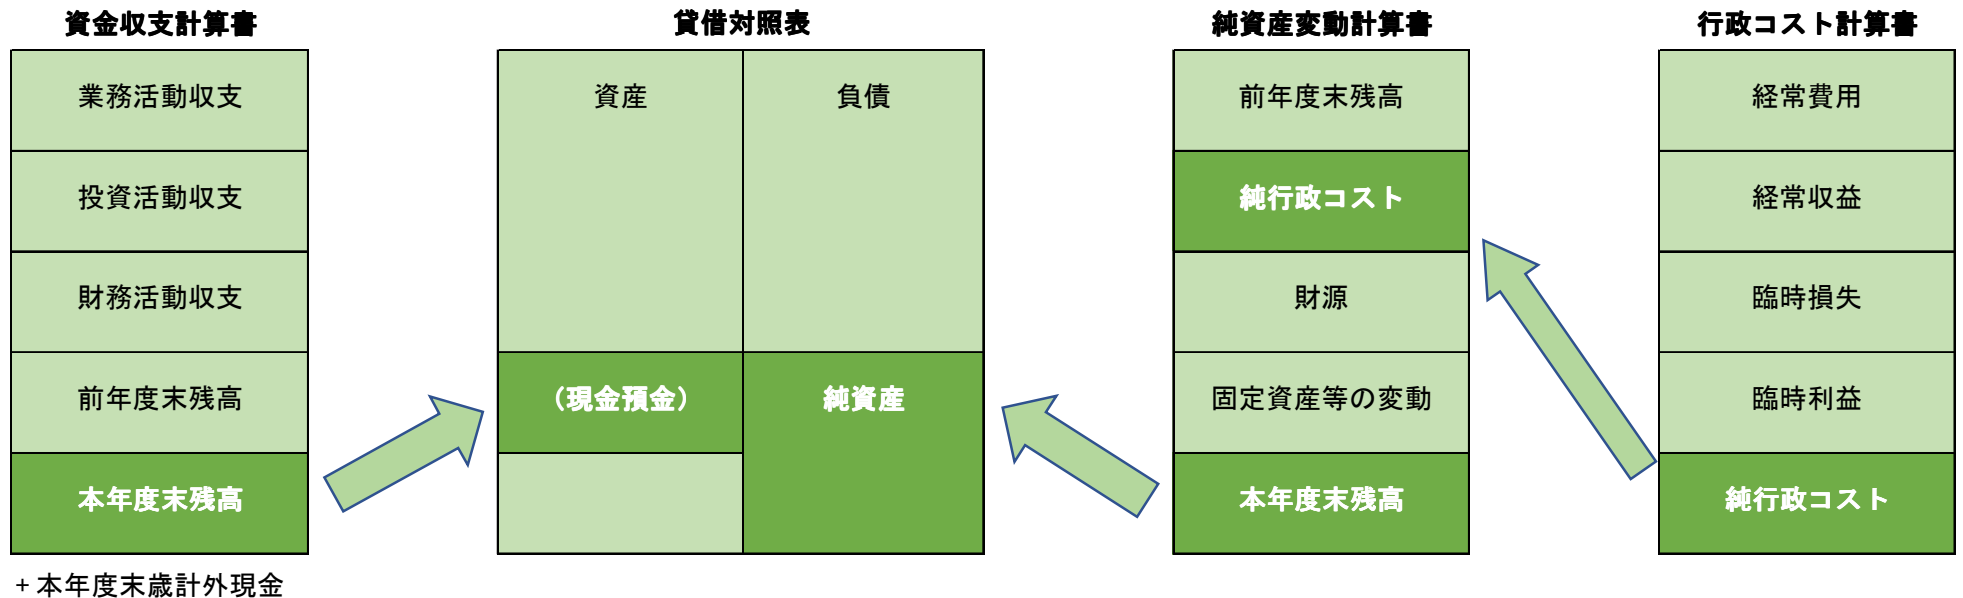 資金収支計算書
業務活動収支
投資活動収支
財務活動収支
前年度末残高
本年度末残高
+本年度末歳計外現金
貸借対照表
資産
負債
（現金預金）
純資産
純資産変動計算書
前年度末残高
純行政コスト
財源
固定資産等の変動
本年度末残高
行政コスト計算書
経常費用
経常収益
臨時損失
臨時利益
純行政コスト